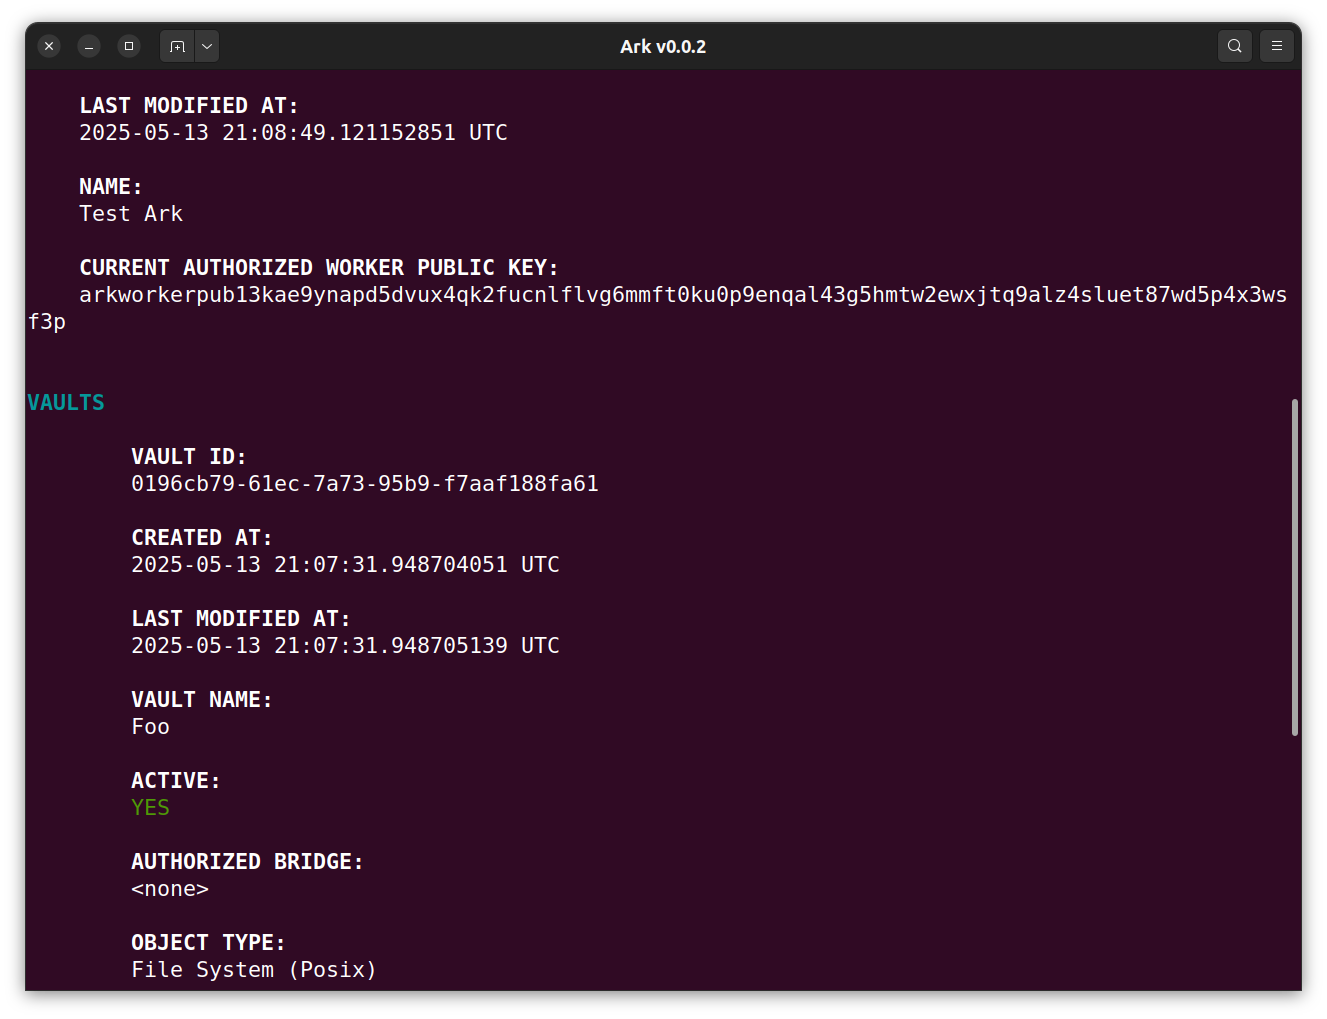 Ark v0.0.2
LAST MODIFIED AT:
2025-05-13 21:08:49.121152851 UTC
NAME:
Test Ark
CURRENT AUTHORIZED WORKER PUBLIC KEY:
arkworkerpub13kae9ynapd5dvux4qk2fucnlflvg6mmft0ku0p9enqal43g5hmtw2ewxjtq9alz4sluet87wd5p4x3ws
f3p
VAULTS
VAULT ID:
0196cb79-61ec-7a73-95b9-f7aaf188fa61
CREATED AT:
2025-05-13 21:07:31.948704051 UTC
LAST MODIFIED AT:
2025-05-13 21:07:31.948705139 UTC
VAULT NAME:
Foo
ACTIVE:
YES
AUTHORIZED BRIDGE:
<none>
OBJECT TYPE:
File System (Posix)